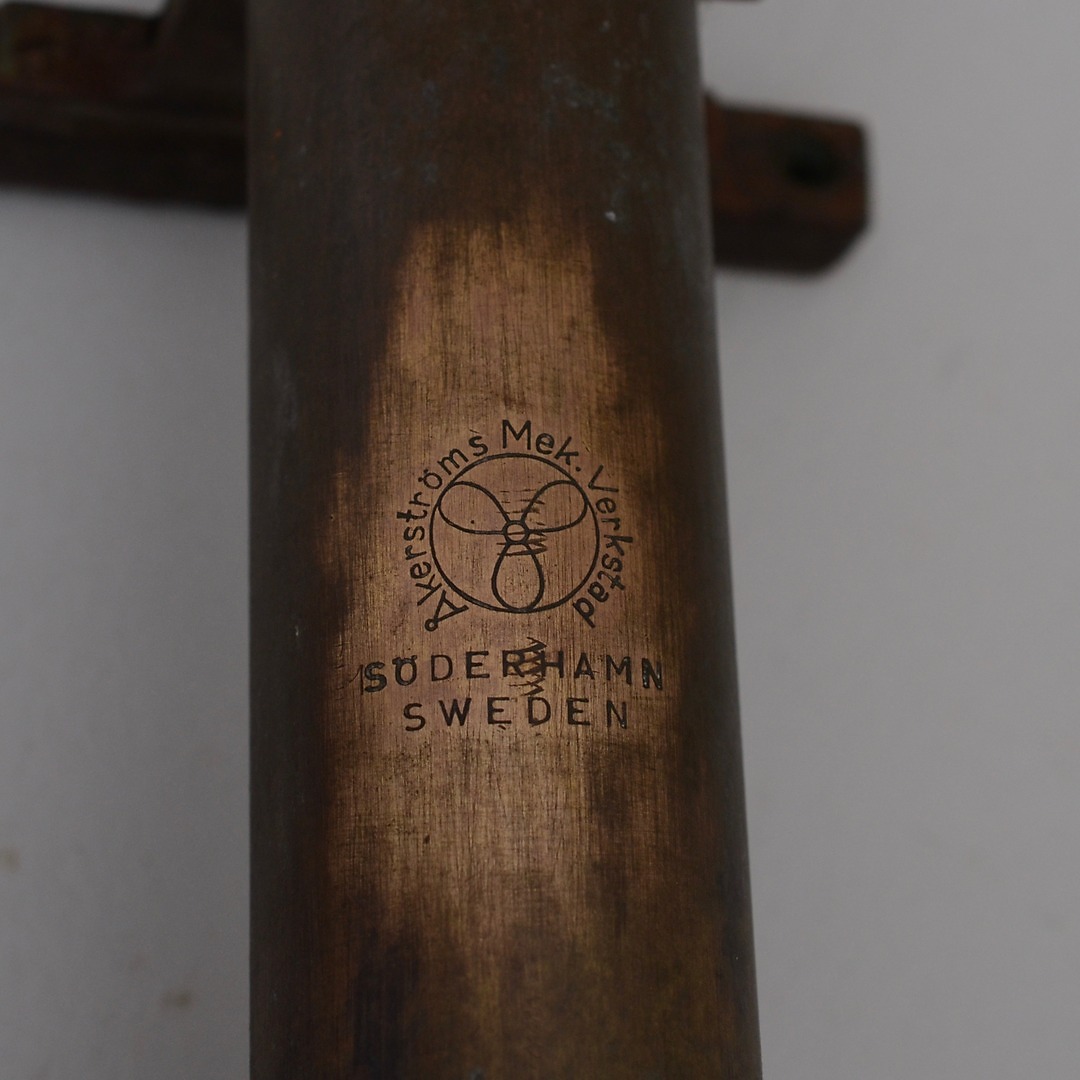 Åkerströms Mek. Verkstad
SÖDERHAMN
SWEDEN